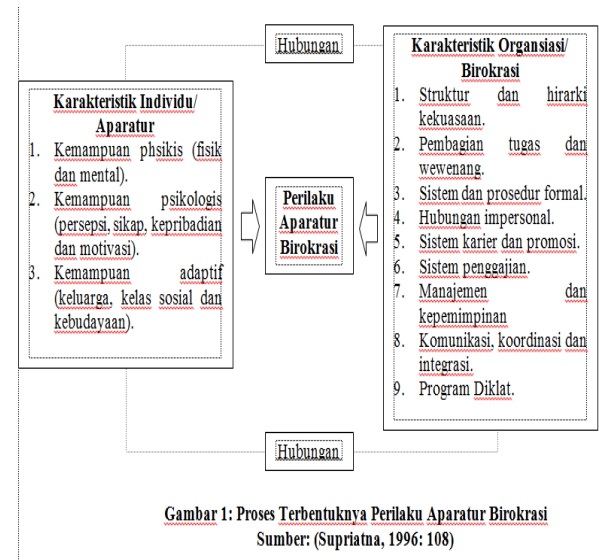 Hubungan
Karakteristik Individu/
Aparatur
1. Kemampuan phsikis (fisik
dan mental).
2. Kemampuan psikologis
(persepsi, sikap, kepribadian
dan motivasi).
3. Kemampuan adaptif
(keluarga, kelas sosial dan
kebudayaan).
Perilaku
Aparatur
Birokrasi
Karakteristik Organsiasi/
Birokrasi
1. Struktur dan hirarki
kekuasaan.
2. Pembagian tugas dan
wewenang.
3. Sistem dan prosedur formal.
4. Hubungan impersonal.
5. Sistem karier dan promosi.
6. Sistem penggajian.
7. Manajemen dan
kepemimpinan
8. Komunikasi, koordinasi dan
integrasi.
9. Program Diklat.
Hubungan
Gambar 1: Proses Terbentuknya Perilaku Aparatur Birokrasi
Sumber: (Supriatna, 1996: 108)